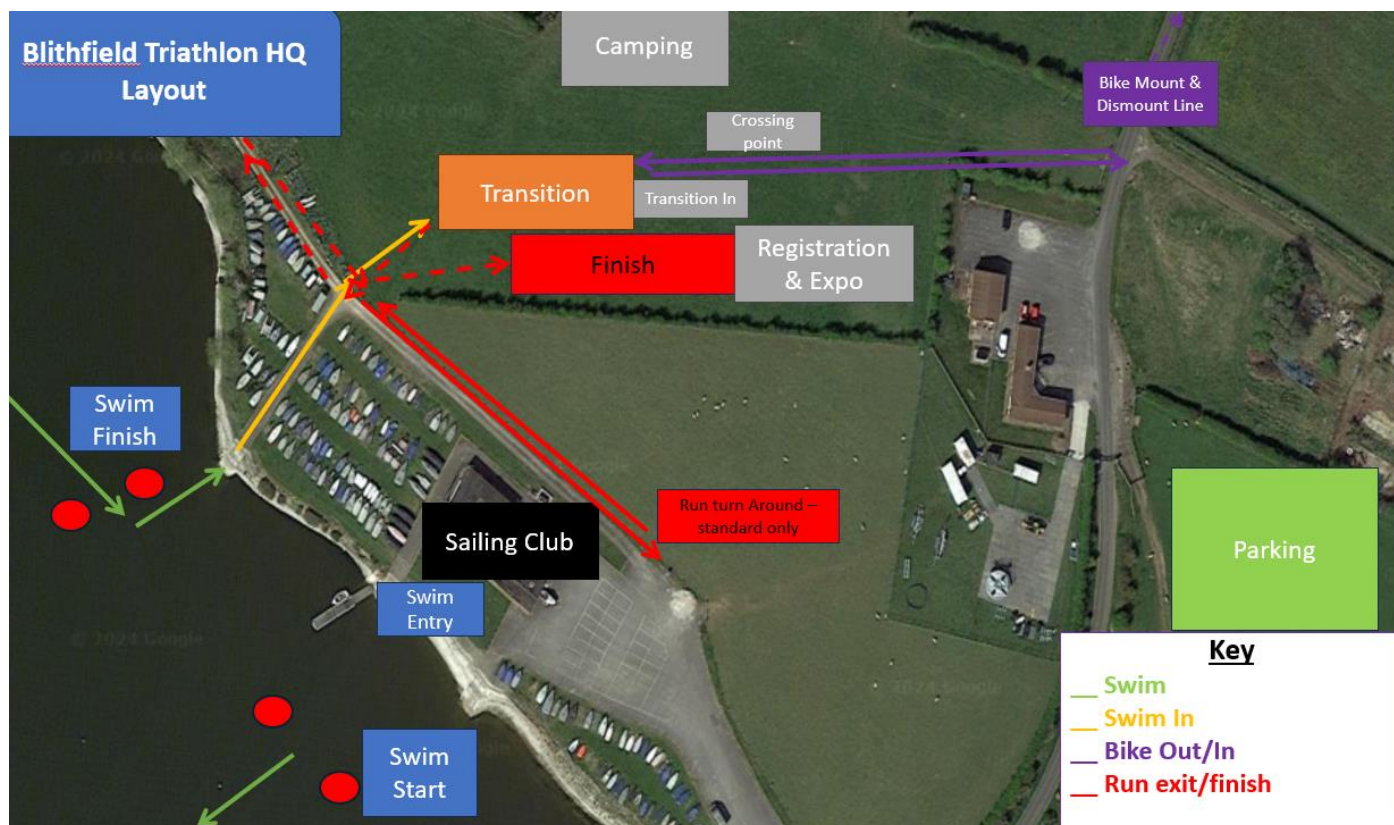 Blithfield Triathlon HQ
Layout
Camping
Bike Mount &
Dismount Line
Crossing
point
Transition
Transition In
Finish
Registration
& Expo
Swim
Finish
Run turn Around –
standard only
Sailing Club
Parking
Swim
Entry
Swim
Start
Key
__ Swim
__ Swim In
__ Bike Out/In
__ Run exit/finish
© 2024 Google